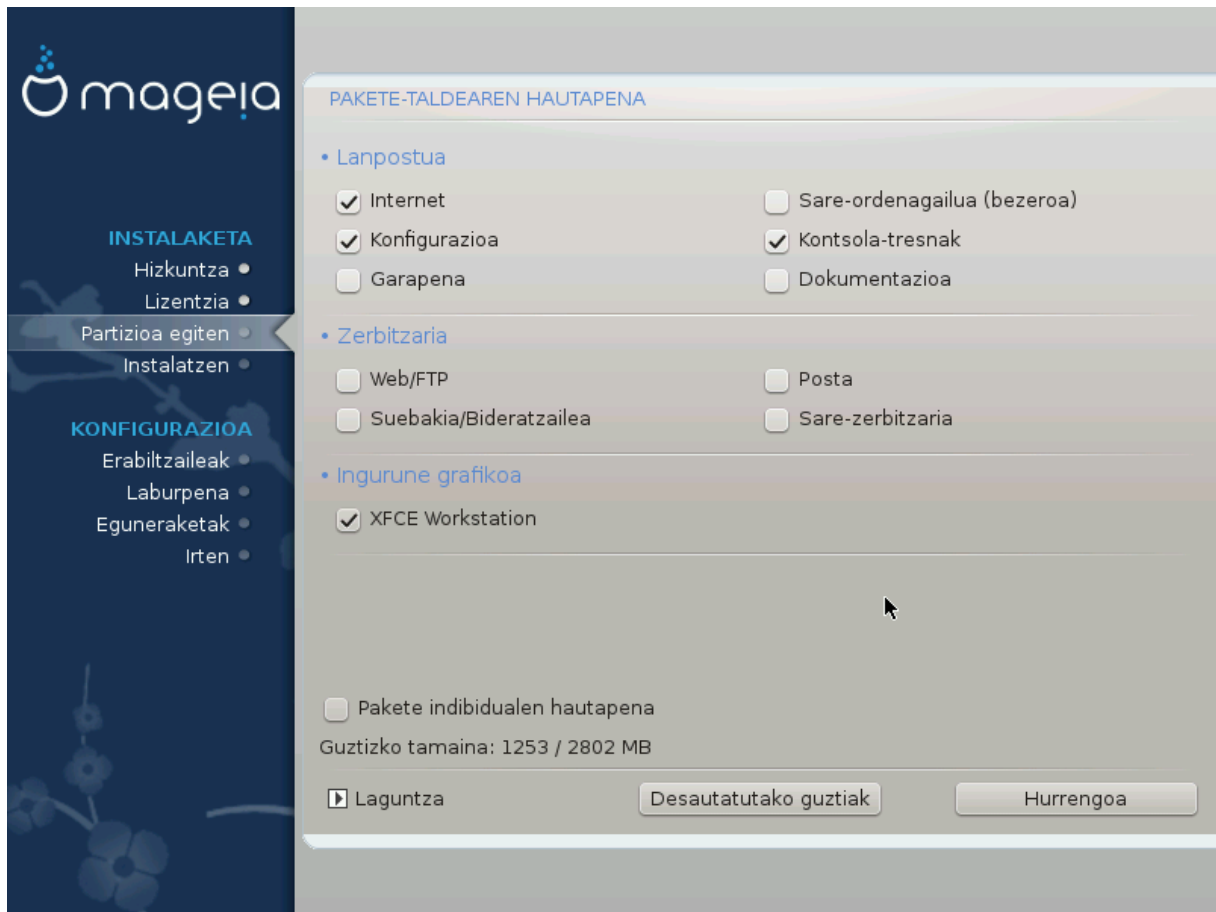 mageia
INSTALAKETA
Hizkuntza
Lizentzia
Partizioa egiten
Instalatzen
KONFIGURAZIOA
Erabiltzaileak
Laburpena
Eguneraketak
Irten
PAKETE-TALDEAREN HAUTAPENA
• Lanpostua
Internet
Sare-ordenagailua (bezeroa)
Konfigurazioa
Kontsola-tresnak
Garapena
Dokumentazioa
• Zerbitzaria
Web/FTP
Posta
Suebakia/Bideratzailea
Sare-zerbitzaria
• Ingurune grafikoa
XFCE Workstation
Pakete indibidualen hautapena
Guztizko tamaina: 1253 / 2802 MB
Laguntza
Desautatutako guztiak
Hurrengoa